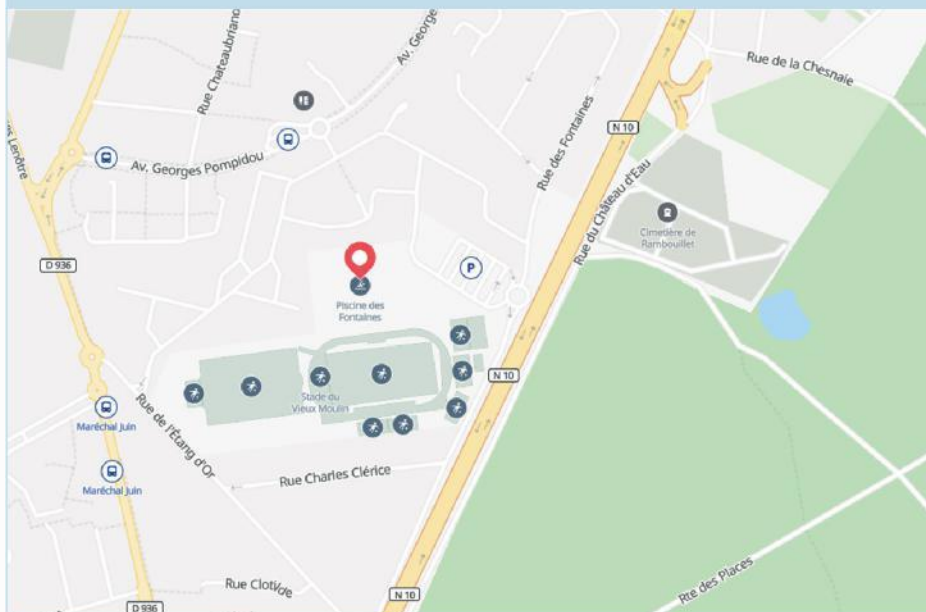 Rue Chateaubriand
Av. George
Rue de la Chesnaie
N 10
Rue des Fontaines
Lenôtre
Av. Georges Pompidou
Rue du Château d'Eau
Cimetière de
Rambouillet
D 936
P
Piscine des
Fontaines
Stade du
Vieux Moulin
N 10
Maréchal Juin
Rue de l'Étang d'Or
Rue Charles Clérice
Maréchal Juin
Rue Clotilde
Rte des Places
N 10
D 936